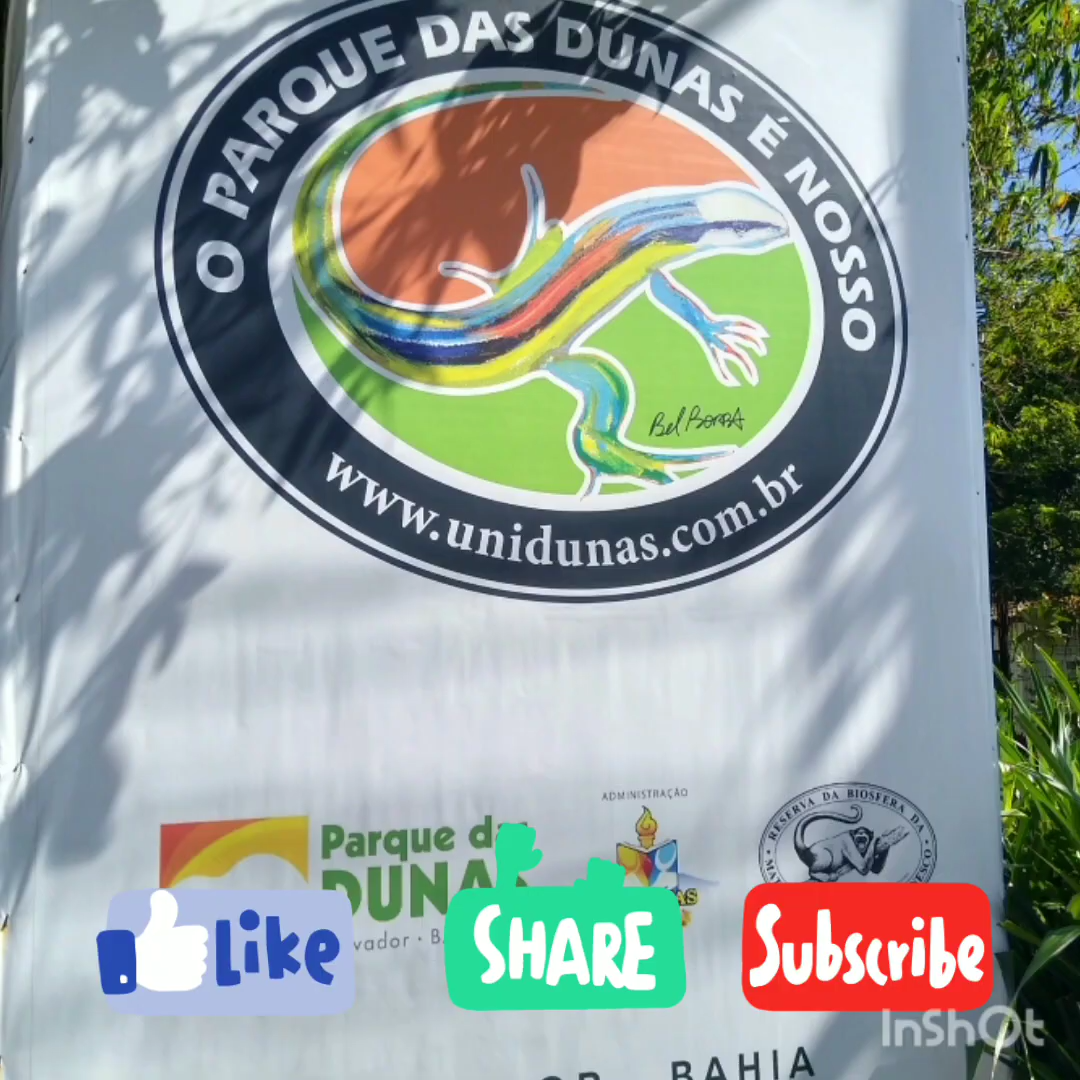 O PARQUE DAS DUNAS É NOSSO
Bel BORBA
www.unidunas.com.br
ADMINISTRAÇÃO
RESERVA DA BIOSFERA DA
Parque das
DUNAS
Like
SHARE
Subscribe
InShOt
BAHIA